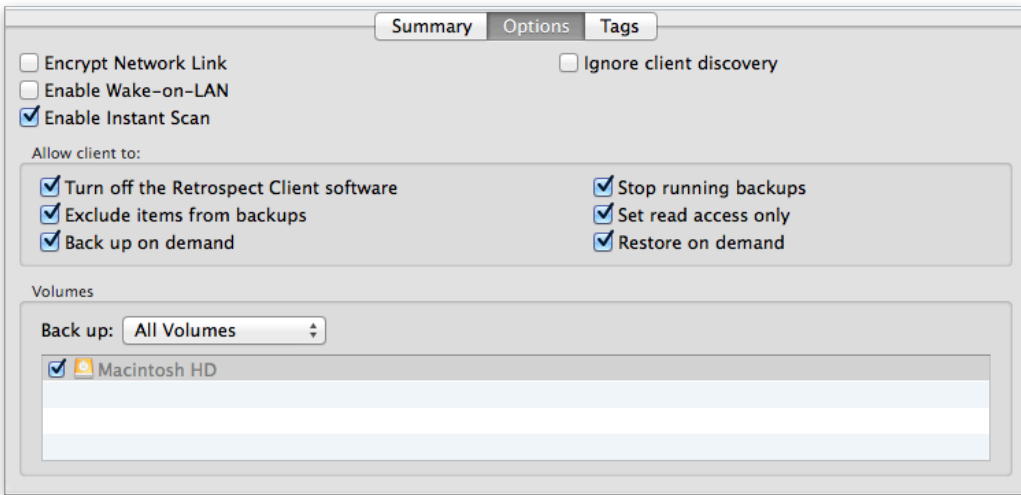 Summary Options Tags
Encrypt Network Link Ignore client discovery
Enable Wake-on-LAN
Enable Instant Scan
Allow client to:
Turn off the Retrospect Client software Stop running backups
Exclude items from backups Set read access only
Back up on demand Restore on demand
Volumes
Back up: All Volumes
Macintosh HD